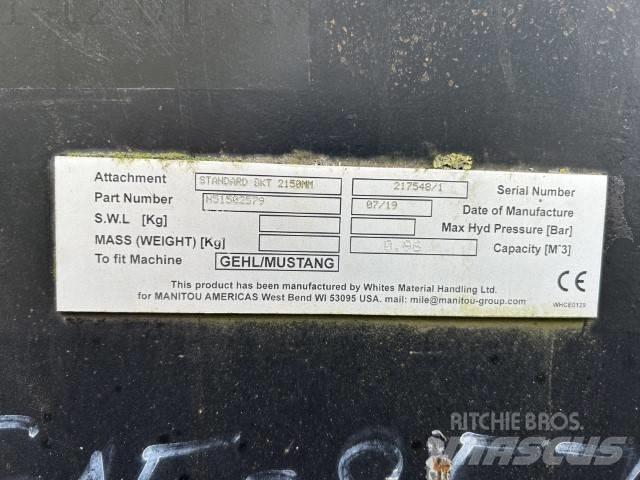 Attachment STANDARD BKT 2150MM 217548/1 Serial Number
Part Number N51502579 07/19 Date of Manufacture
S.W.L [Kg] Max Hyd Pressure [Bar]
MASS (WEIGHT) [Kg] Capacity [M^3]
To fit Machine GEHL/MUSTANG
This product has been manufactured by Whites Material Handling Ltd.
for MANITOU AMERICAS West Bend WI 53095 USA. mail: mile@manitou-group.com
CE
WHCE0129
RITCHIE BROS.
MASCUS